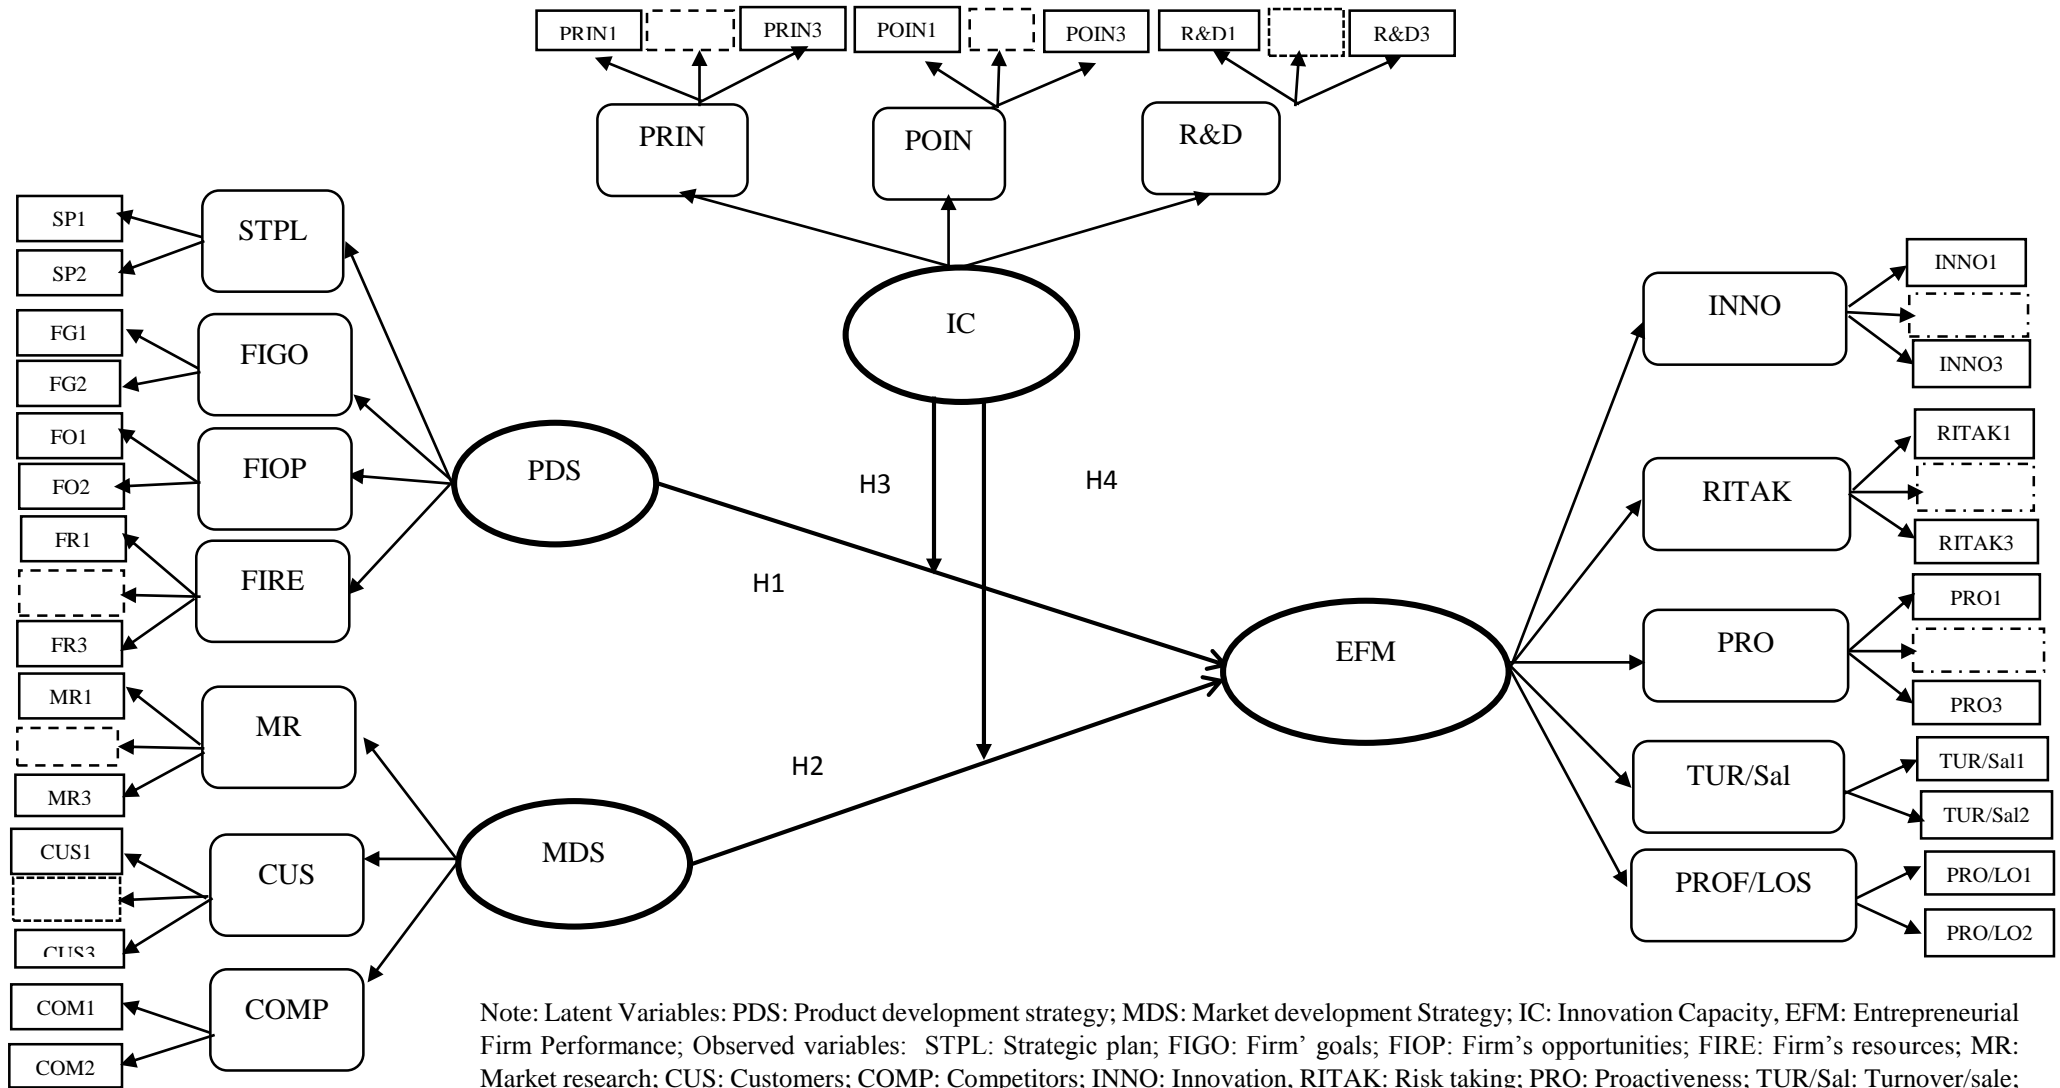 PRIN1
PRIN3
POIN1
POIN3
R&D1
R&D3
PRIN
POIN
R&D
SP1
SP2
STPL
FG1
FG2
FIGO
FO1
FO2
FIOP
FR1
FR3
FIRE
MR1
MR3
MR
CUS1
CUS3
CUS
COM1
COM2
COMP
PDS
MDS
IC
H3
H4
H1
H2
EFM
INNO
INNO1
INNO3
RITAK
RITAK1
RITAK3
PRO
PRO1
PRO3
TUR/Sal
TUR/Sal1
TUR/Sal2
PROF/LOS
PRO/LO1
PRO/LO2
Note: Latent Variables: PDS: Product development strategy; MDS: Market development Strategy; IC: Innovation Capacity, EFM: Entrepreneurial
Firm Performance; Observed variables: STPL: Strategic plan; FIGO: Firm' goals; FIOP: Firm's opportunities; FIRE: Firm's resources; MR:
Market research; CUS: Customers; COMP: Competitors; INNO: Innovation, RITAK: Risk taking; PRO: Proactiveness; TUR/Sal: Turnover/sale;